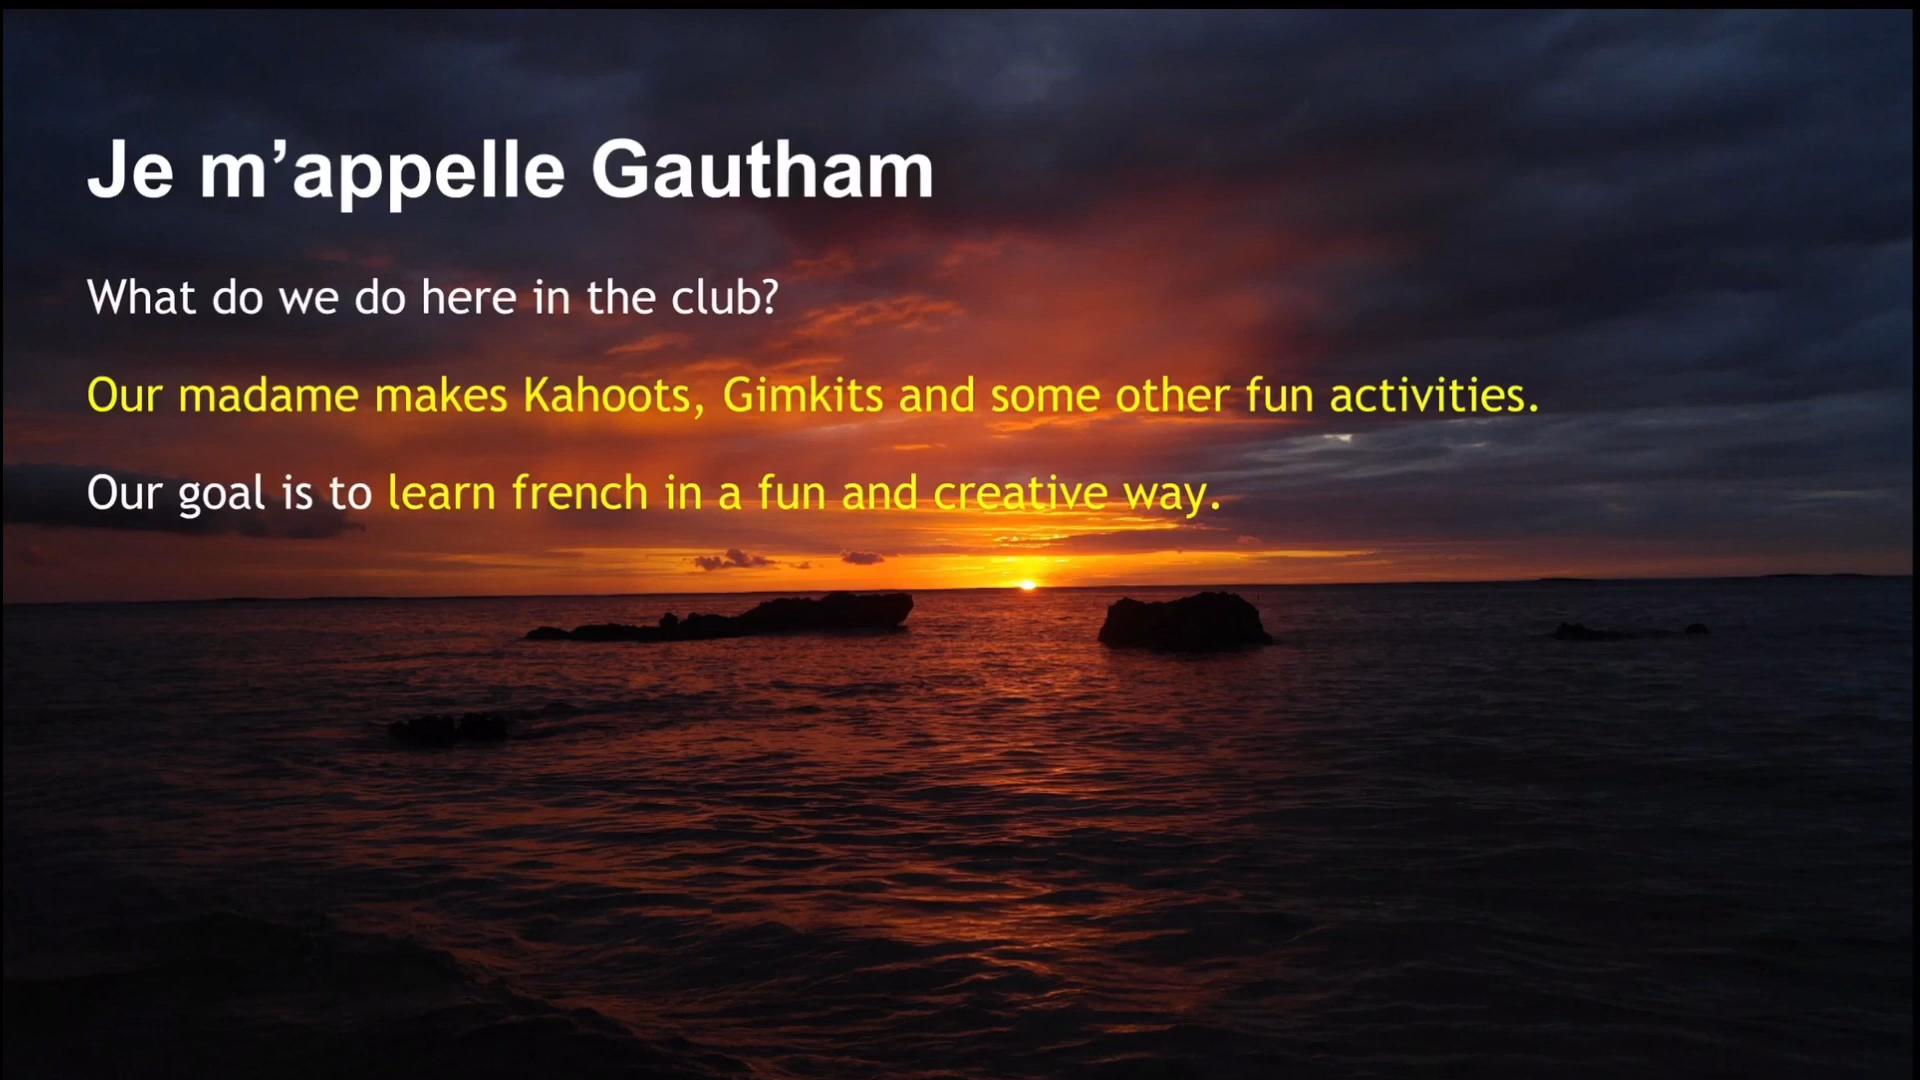 Je m’appelle Gautham
What do we do here in the club?
Our madame makes Kahoots, Gimkits and some other fun activities.
Our goal is to learn french in a fun and creative way.